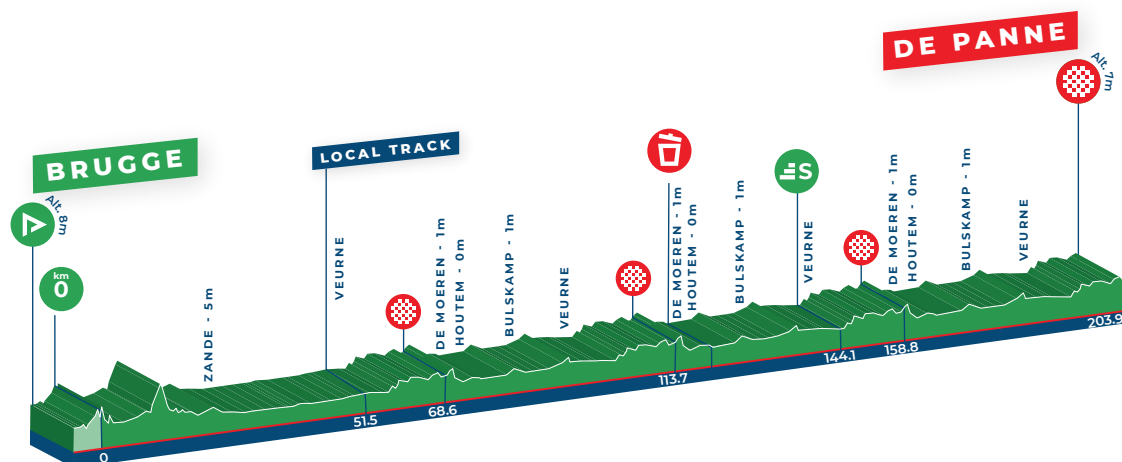 DE PANNE
Alt. 7m
BRUGGE
LOCAL TRACK
Alt. 8m
km
0
ZANDE - 5m
VEURNE
DE MOEREN - 1m
HOUTEM - 0m
BULSKAMP - 1m
VEURNE
DE MOEREN - 1m
HOUTEM - 0m
BULSKAMP - 1m
S
VEURNE
DE MOEREN - 1m
HOUTEM - 0m
BULSKAMP - 1m
VEURNE
0
51.5
68.6
113.7
144.1
158.8
203.9